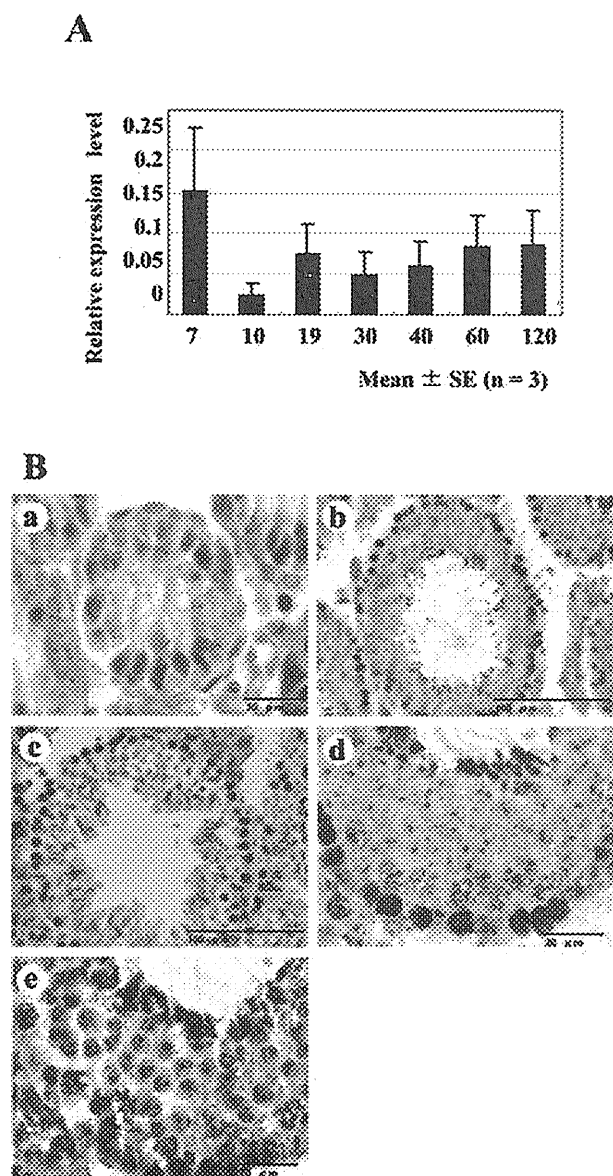 A
Relative expression level
0.25
0.2
0.15
0.1
0.05
0
7 10 19 30 40 60 120
Mean ± SE (n = 3)
B
a
b
c
d
e